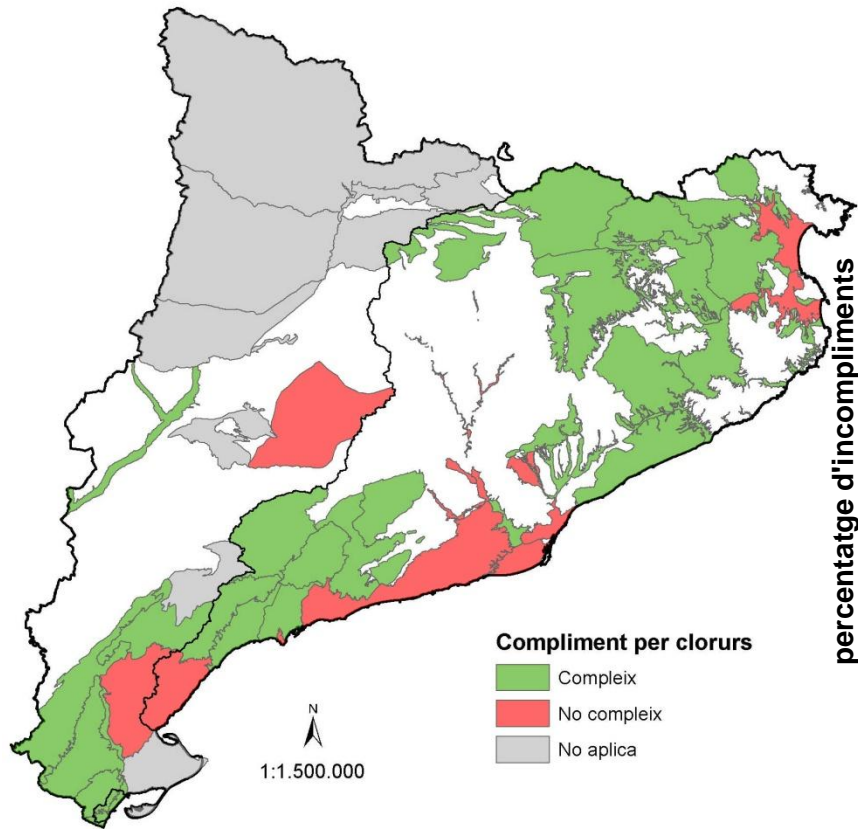 percentatge d'incompliments
Compliment per clorurs
Compleix
No compleix
No aplica
N
1:1.500.000